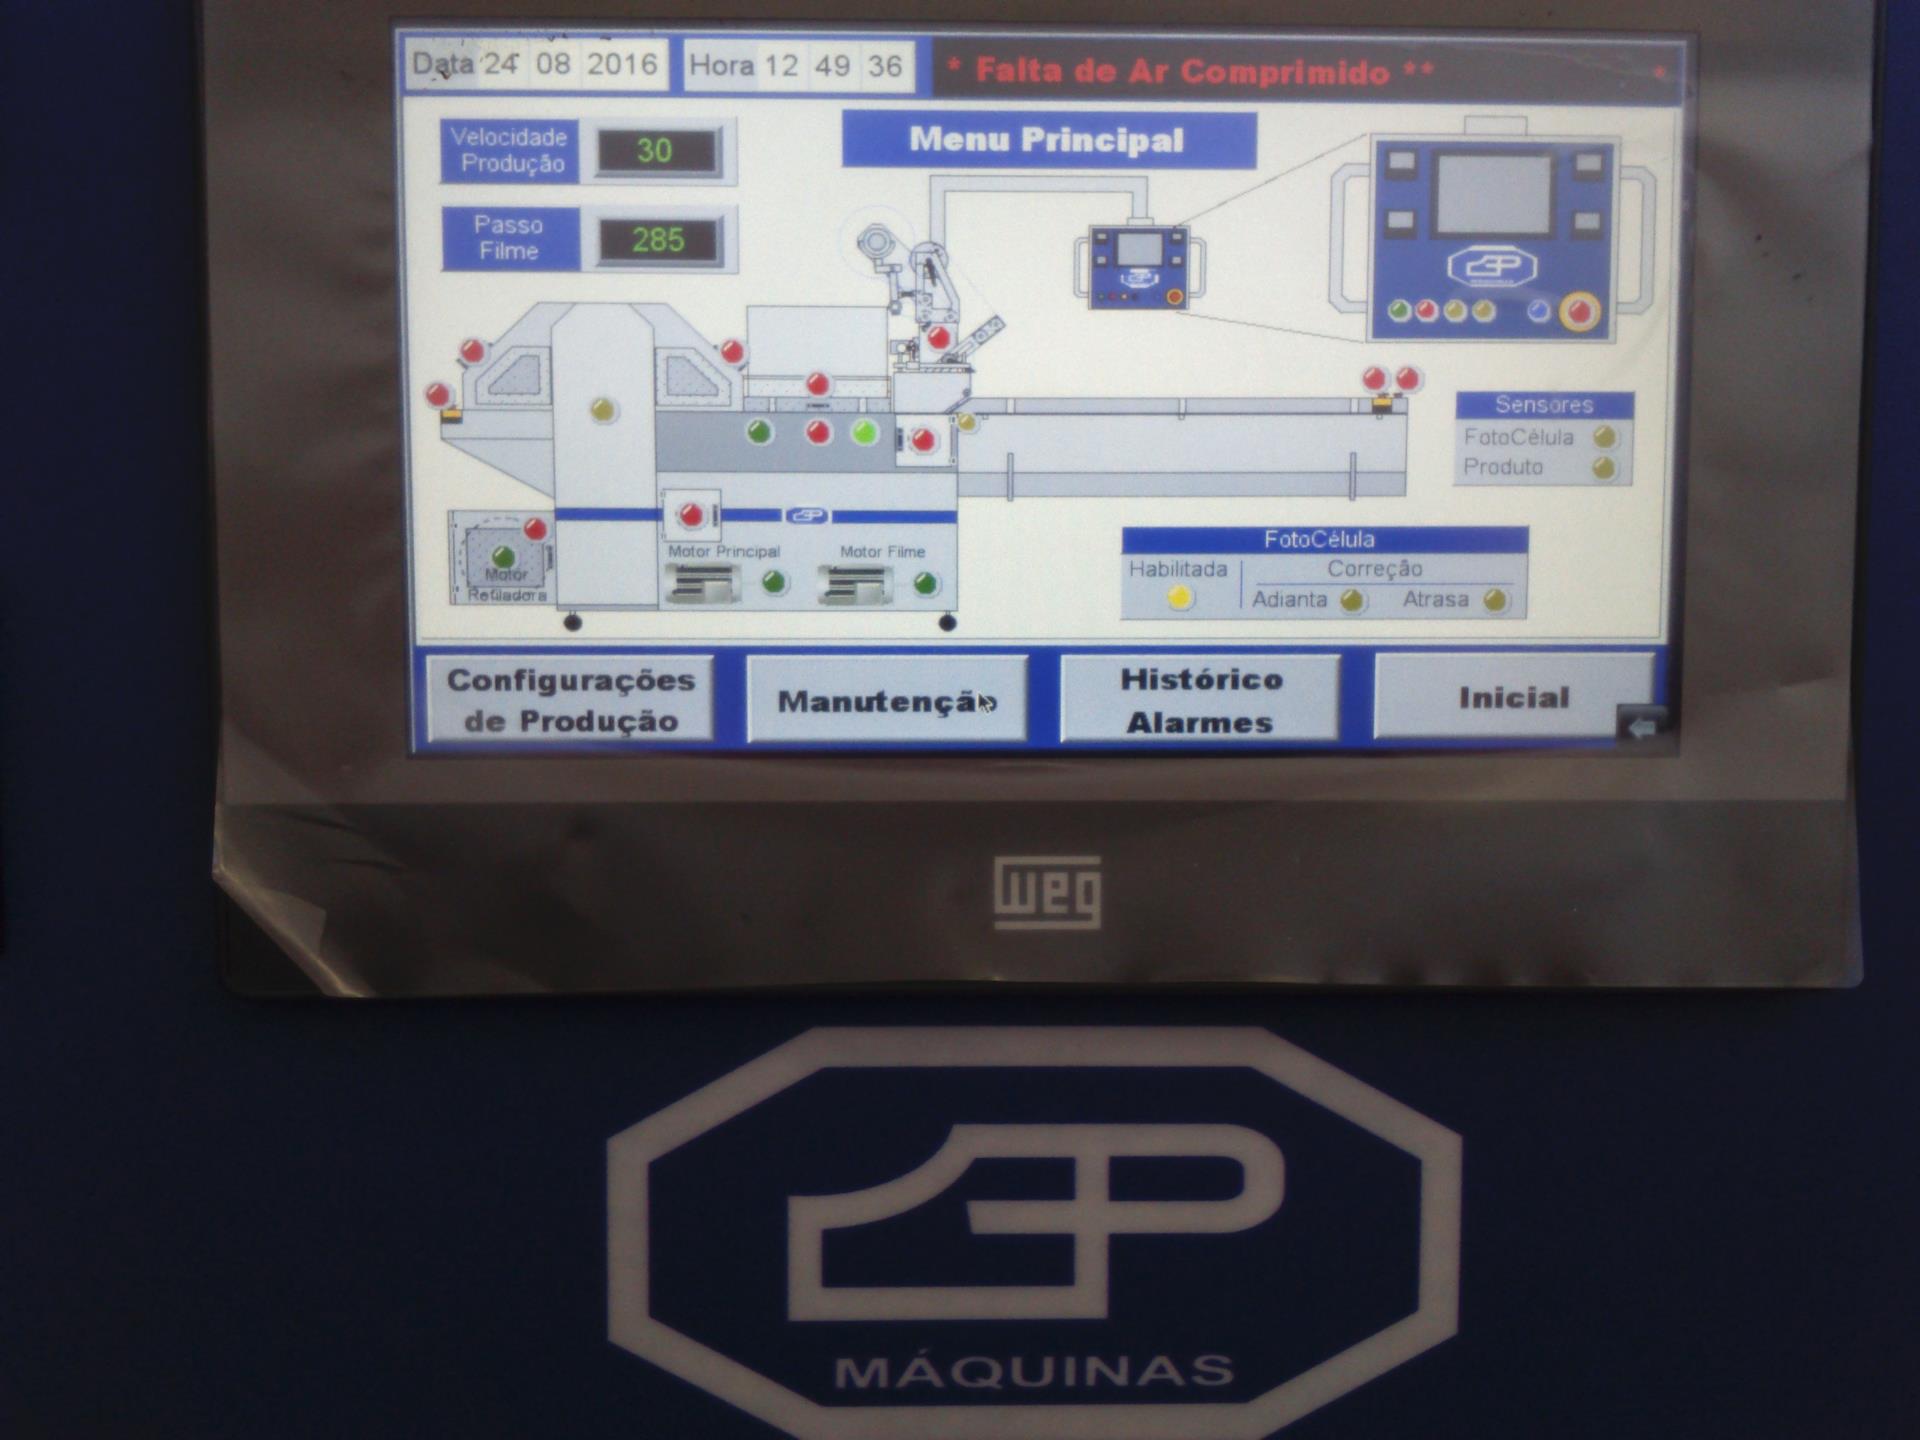 Data 24 08 2016 Hora 12 49 36 * Falta de Ar Comprimido ** *
Menu Principal
Velocidade
Produção
30
Passo
Filme
285
Sensores
FotoCélula
Produto
FotoCélula
Habilitada
Correção
Adianta
Atrasa
Motor Principal
Motor Filme
Motor
Refiladora
Configurações
de Produção
Manutenção
Histórico
Alarmes
Inicial
weg
MÁQUINAS